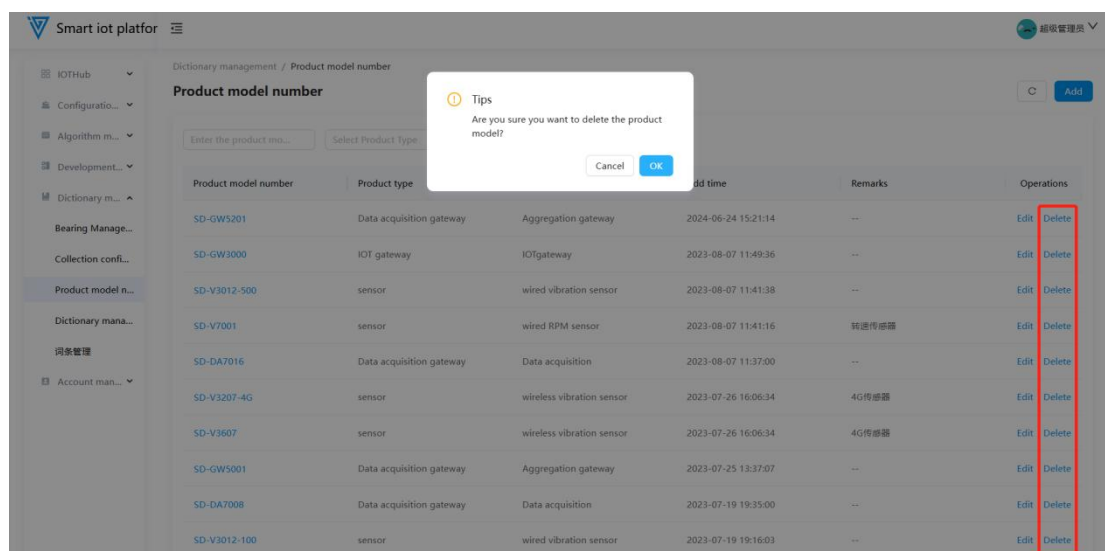 Smart iot platfor
超级管理员
IOTHub
Configuratio...
Algorithm m...
Development...
Dictionary m...
Bearing Manage...
Collection confi...
Product model n...
Dictionary mana...
词条管理
Account man...
Dictionary management / Product model number
Product model number
Add
Tips
Are you sure you want to delete the product
model?
Cancel OK
Enter the product mo... Select Product Type
Product model number Product type dd time Remarks Operations
SD-GW5201 Data acquisition gateway Aggregation gateway 2024-06-24 15:21:14 -- Edit Delete
SD-GW3000 IOT gateway IOTgateway 2023-08-07 11:49:36 -- Edit Delete
SD-V3012-500 sensor wired vibration sensor 2023-08-07 11:41:38 -- Edit Delete
SD-V7001 sensor wired RPM sensor 2023-08-07 11:41:16 转速传感器 Edit Delete
SD-DA7016 Data acquisition gateway Data acquisition 2023-08-07 11:37:00 -- Edit Delete
SD-V3207-4G sensor wireless vibration sensor 2023-07-26 16:06:34 4G传感器 Edit Delete
SD-V3607 sensor wireless vibration sensor 2023-07-26 16:06:34 4G传感器 Edit Delete
SD-GW5001 Data acquisition gateway Aggregation gateway 2023-07-25 13:37:07 -- Edit Delete
SD-DA7008 Data acquisition gateway Data acquisition 2023-07-19 19:35:00 -- Edit Delete
SD-V3012-100 sensor wired vibration sensor 2023-07-19 19:16:03 -- Edit Delete